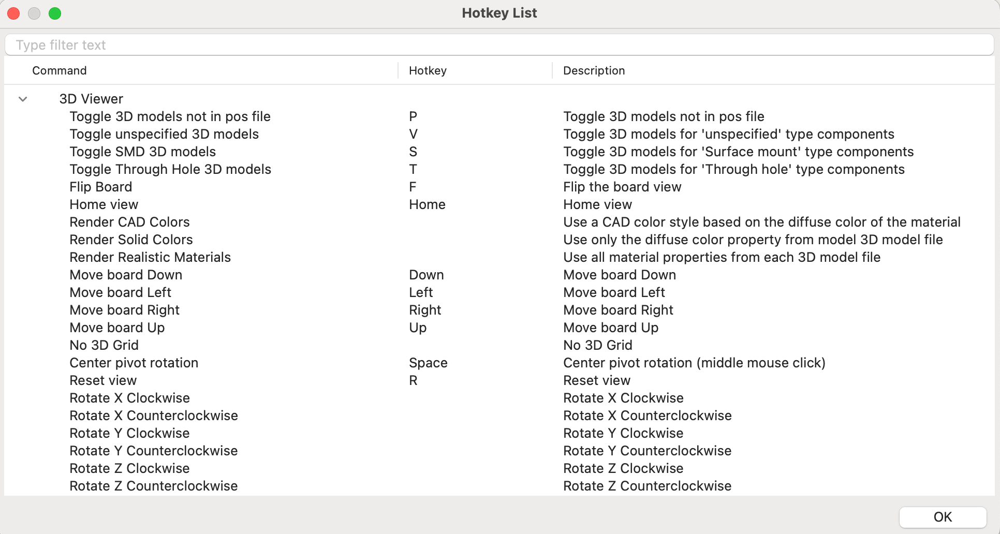 Hotkey List
Type filter text
Command Hotkey Description
3D Viewer
Toggle 3D models not in pos file P Toggle 3D models not in pos file
Toggle unspecified 3D models V Toggle 3D models for 'unspecified' type components
Toggle SMD 3D models S Toggle 3D models for 'Surface mount' type components
Toggle Through Hole 3D models T Toggle 3D models for 'Through hole' type components
Flip Board F Flip the board view
Home view Home Home view
Render CAD Colors Use a CAD color style based on the diffuse color of the material
Render Solid Colors Use only the diffuse color property from model 3D model file
Render Realistic Materials Use all material properties from each 3D model file
Move board Down Down Move board Down
Move board Left Left Move board Left
Move board Right Right Move board Right
Move board Up Up Move board Up
No 3D Grid No 3D Grid
Center pivot rotation Space Center pivot rotation (middle mouse click)
Reset view R Reset view
Rotate X Clockwise Rotate X Clockwise
Rotate X Counterclockwise Rotate X Counterclockwise
Rotate Y Clockwise Rotate Y Clockwise
Rotate Y Counterclockwise Rotate Y Counterclockwise
Rotate Z Clockwise Rotate Z Clockwise
Rotate Z Counterclockwise Rotate Z Counterclockwise
OK